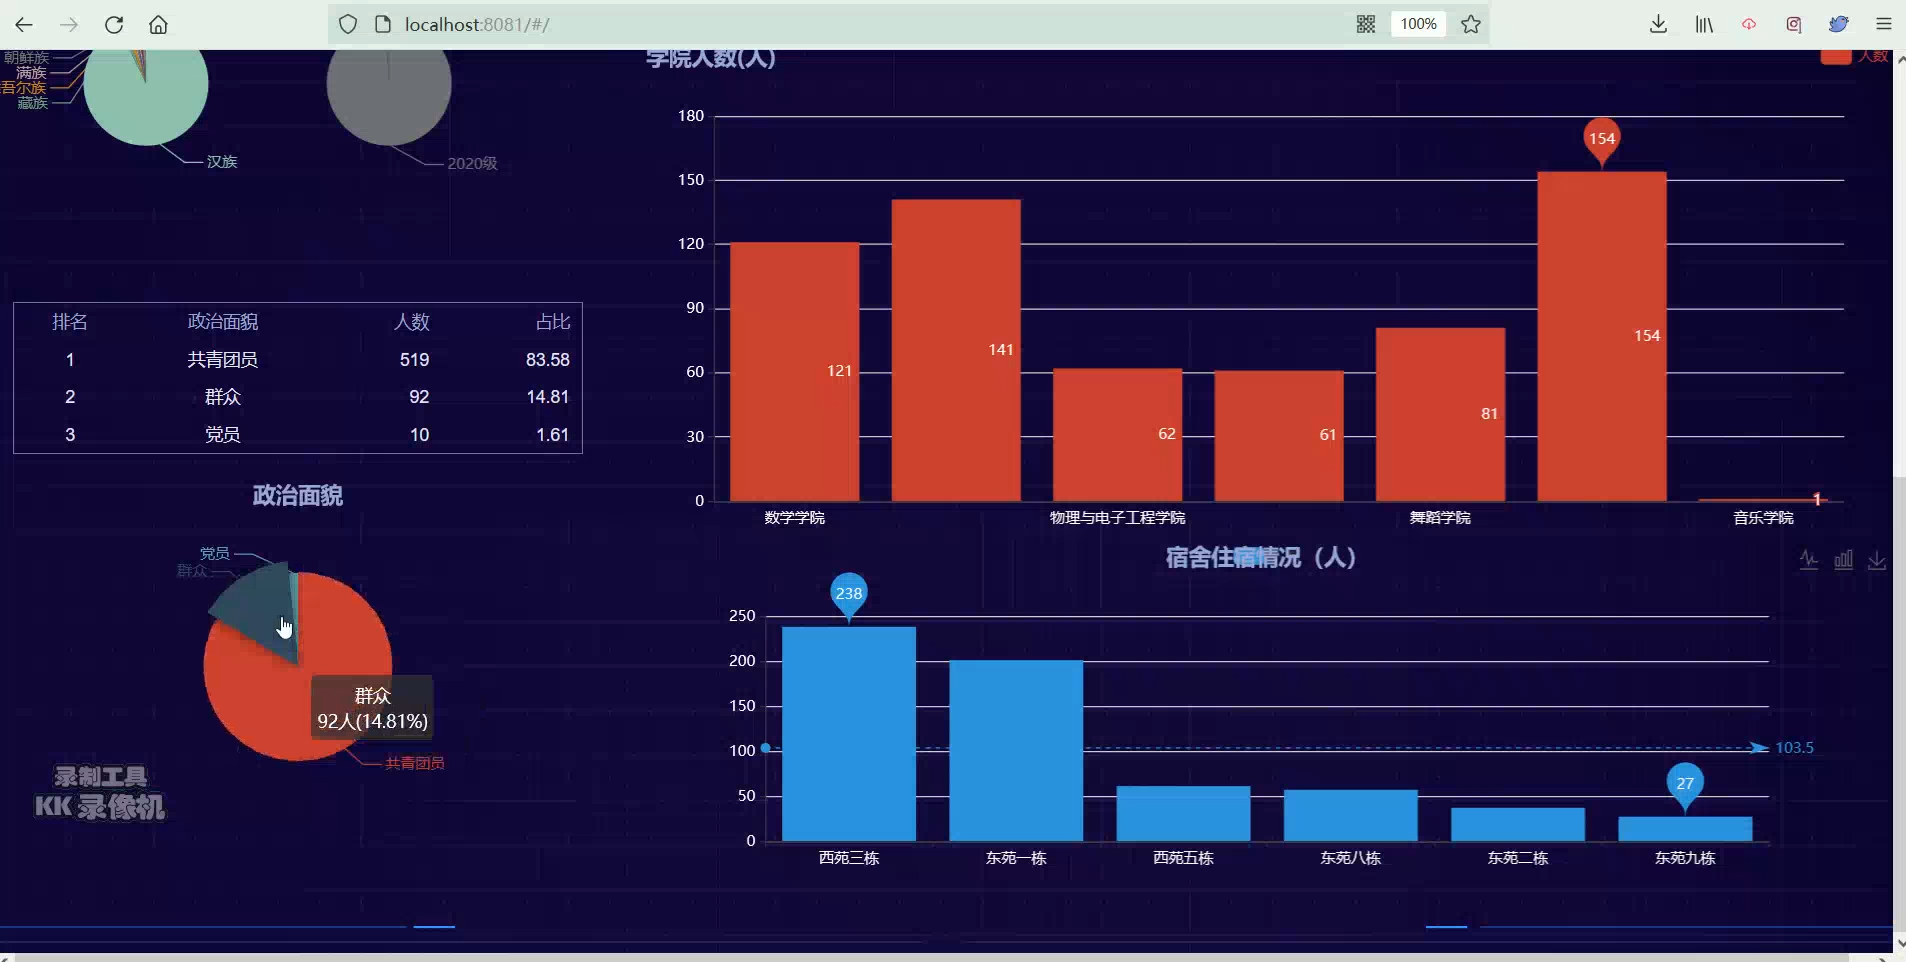 localhost:8081/#/
100%
朝鲜族
满族
吾尔族
藏族
汉族
2020级
学院人数(人)
人数
180
150
120
90
60
30
0
121
141
62
61
81
154
154
1
数学学院
物理与电子工程学院
舞蹈学院
音乐学院
排名 政治面貌 人数 占比
1 共青团员 519 83.58
2 群众 92 14.81
3 党员 10 1.61
政治面貌
党员
群众
群众
92人(14.81%)
共青团员
录制工具
KK 录像机
宿舍住宿情况（人）
250
200
150
100
50
0
238
27
103.5
西苑三栋
东苑一栋
西苑五栋
东苑八栋
东苑二栋
东苑九栋